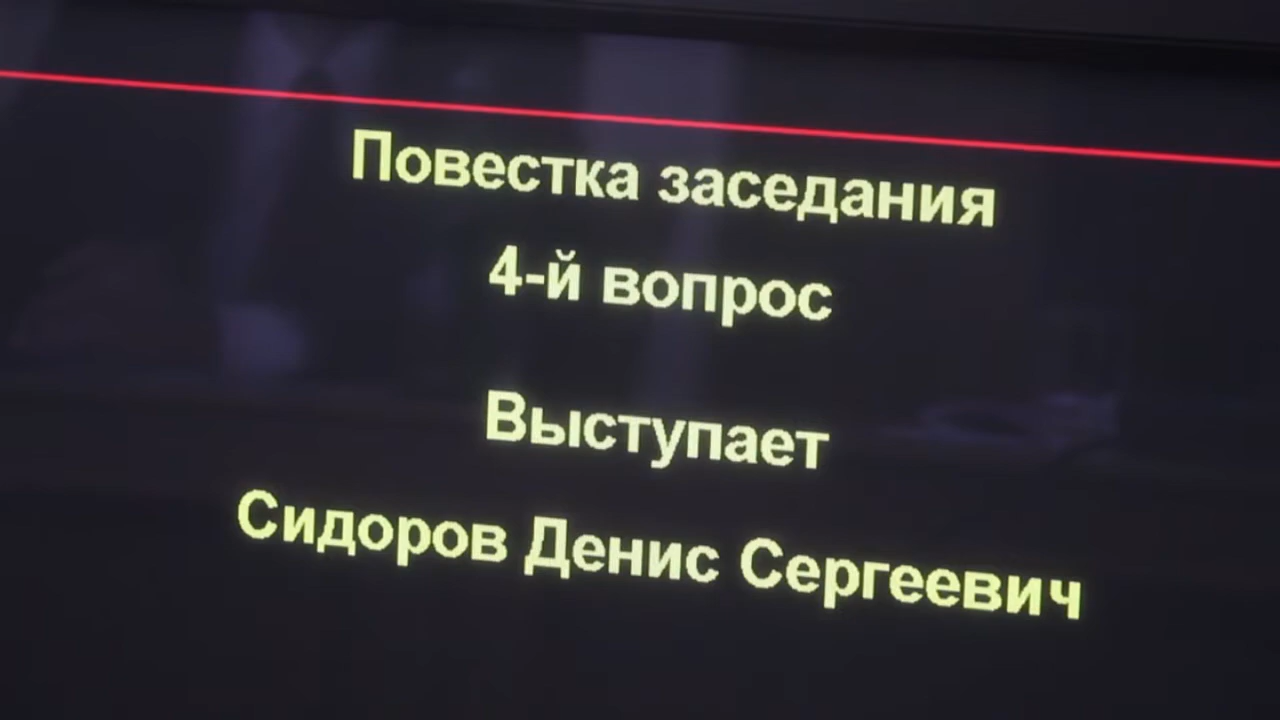 Повестка заседания
4-й вопрос
Выступает
Сидоров Денис Сергеевич